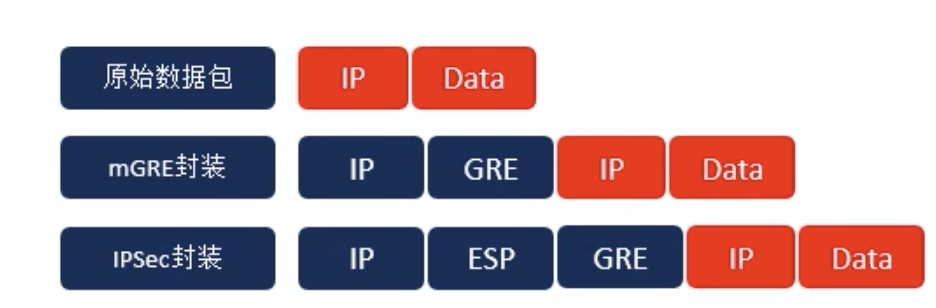 原始数据包 IP Data
mGRE封装 IP GRE IP Data
IPSec封装 IP ESP GRE IP Data